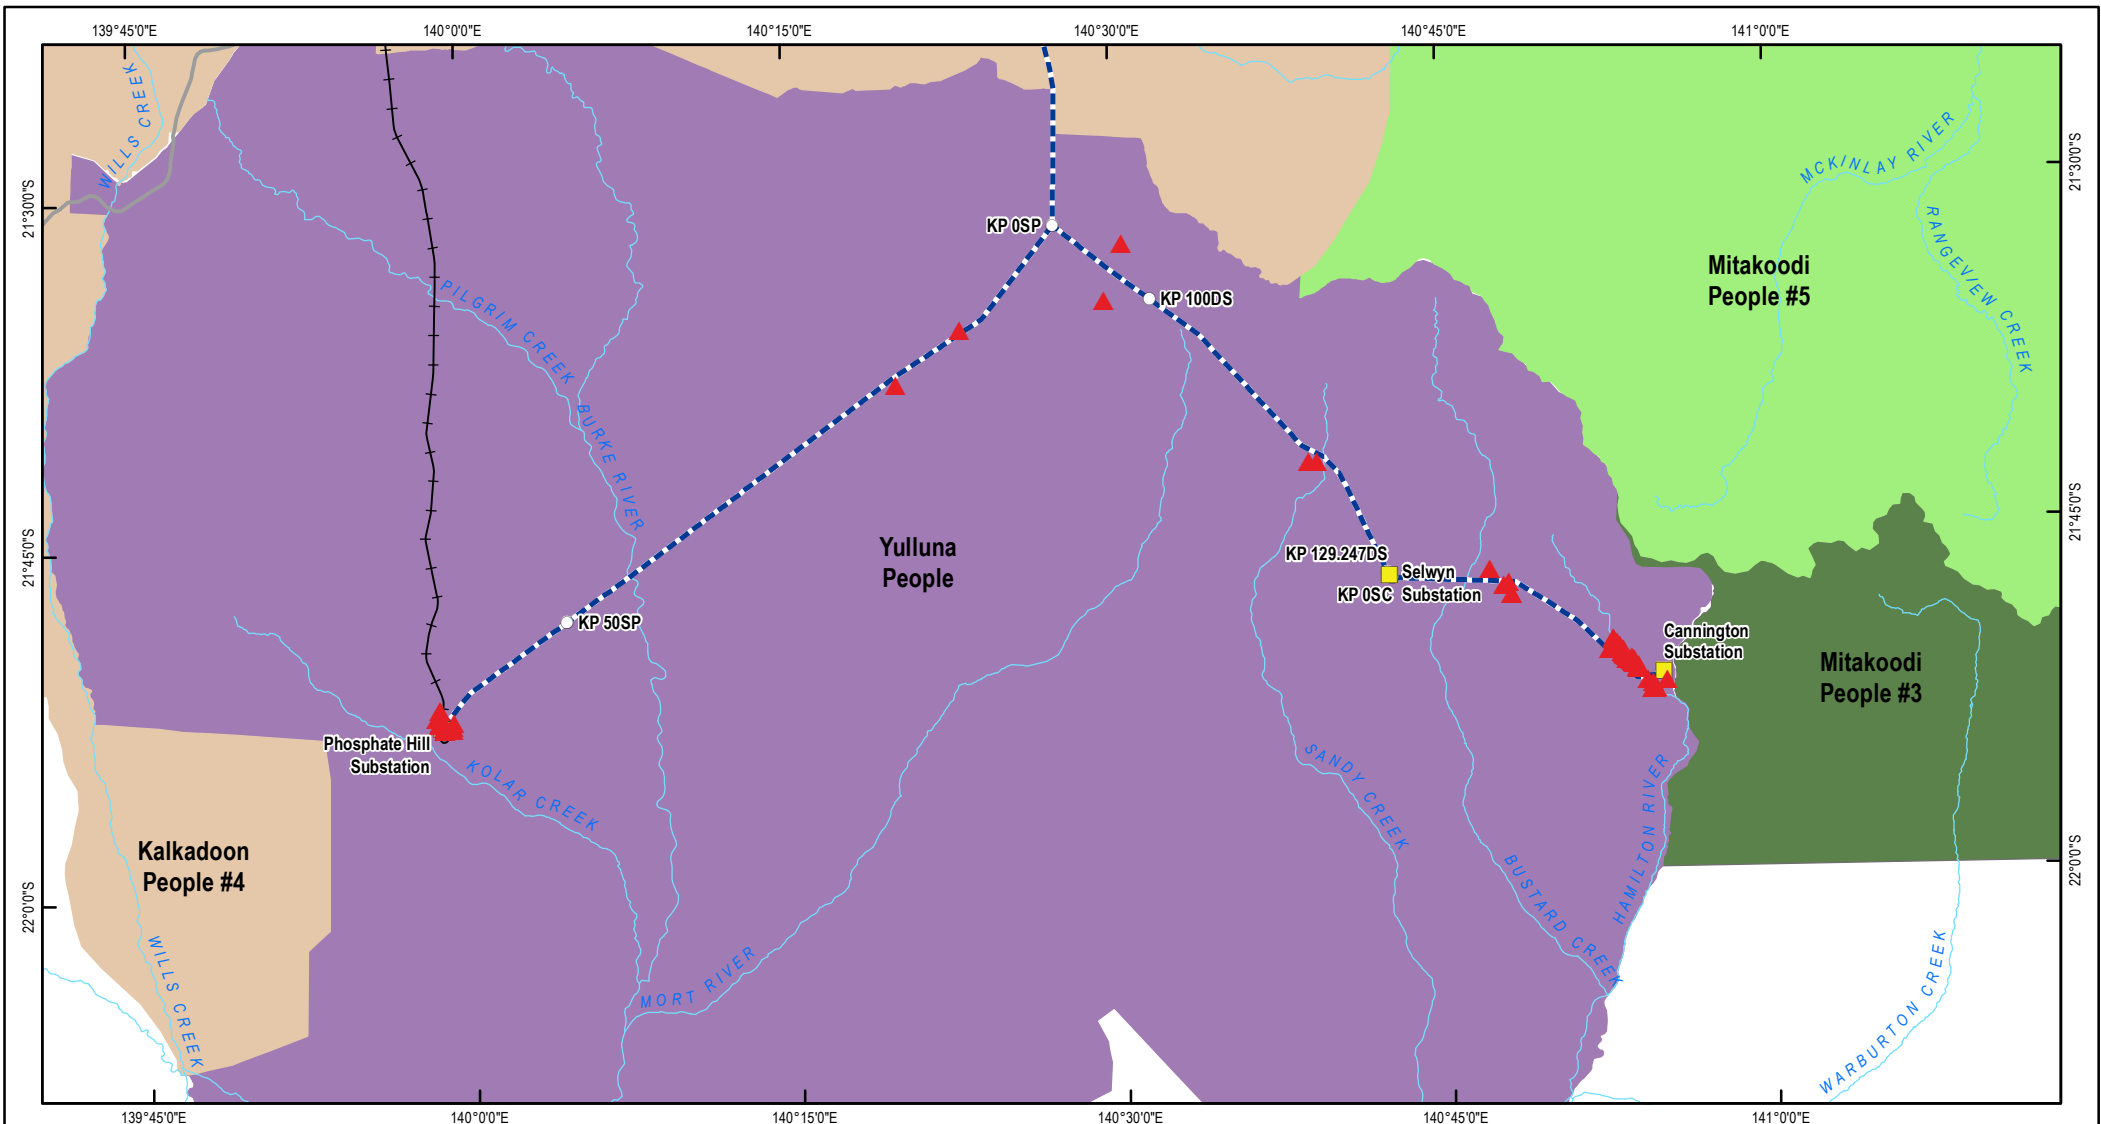 139°45'0"E
140°0'0"E
140°15'0"E
140°30'0"E
140°45'0"E
141°0'0"E
WILLS CREEK
MCKINLAY RIVER
21°30'0"S
21°30'0"S
RANGEVIEW CREEK
KP 0SP
Mitakoodi
People #5
PILGRIM CREEK
KP 100DS
BURKE RIVER
21°45'0"S
21°45'0"S
Yulluna
People
KP 129.247DS
Selwyn
KP 0SC
Substation
KP 50SP
Cannington
Substation
Mitakoodi
People #3
Phosphate Hill
Substation
KOLAR CREEK
SANDY CREEK
HAMILTON RIVER
Kalkadoon
People #4
BUSTARD CREEK
22°0'0"S
22°0'0"S
WILLS CREEK
MORT RIVER
WARBURTON CREEK
139°45'0"E
140°0'0"E
140°15'0"E
140°30'0"E
140°45'0"E
141°0'0"E